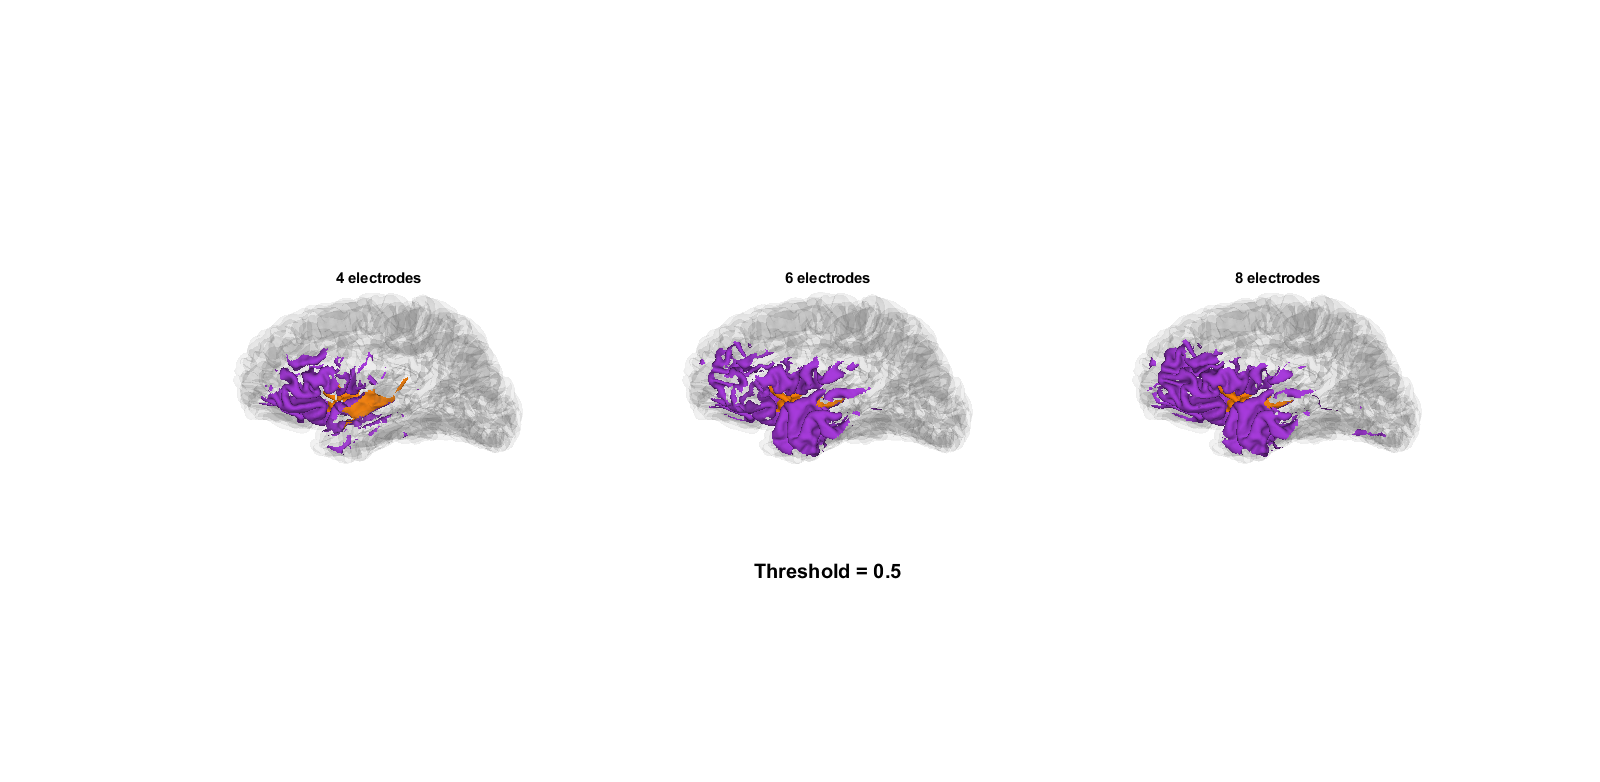 4 electrodes
6 electrodes
8 electrodes
Threshold = 0.5